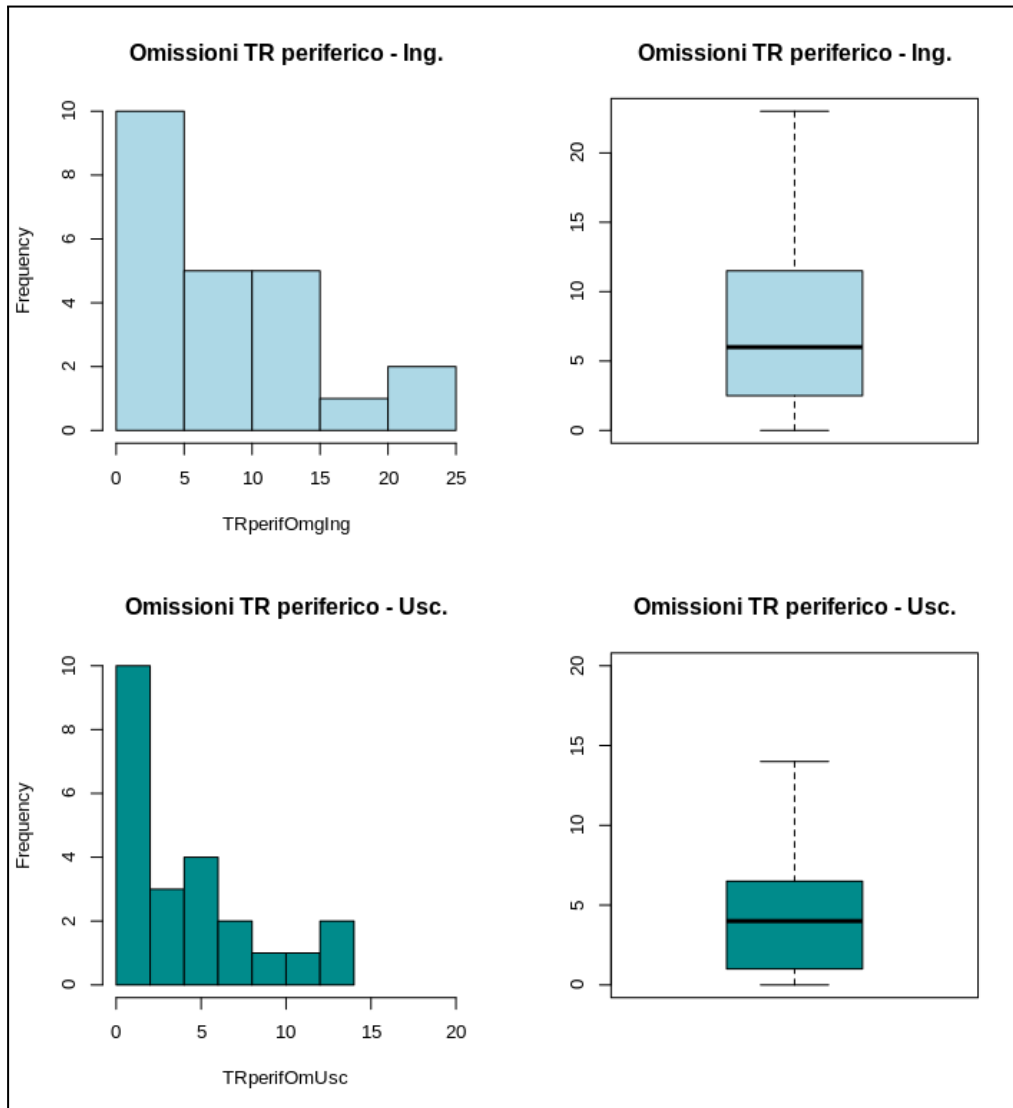 Omissioni TR periferico - Ing.
Frequency
0 2 4 6 8 10
0 5 10 15 20 25
TRperifOmgIng
Omissioni TR periferico - Ing.
0 5 10 15 20
Omissioni TR periferico - Usc.
Frequency
0 2 4 6 8 10
0 5 10 15 20
TRperifOmUsc
Omissioni TR periferico - Usc.
0 5 10 15 20